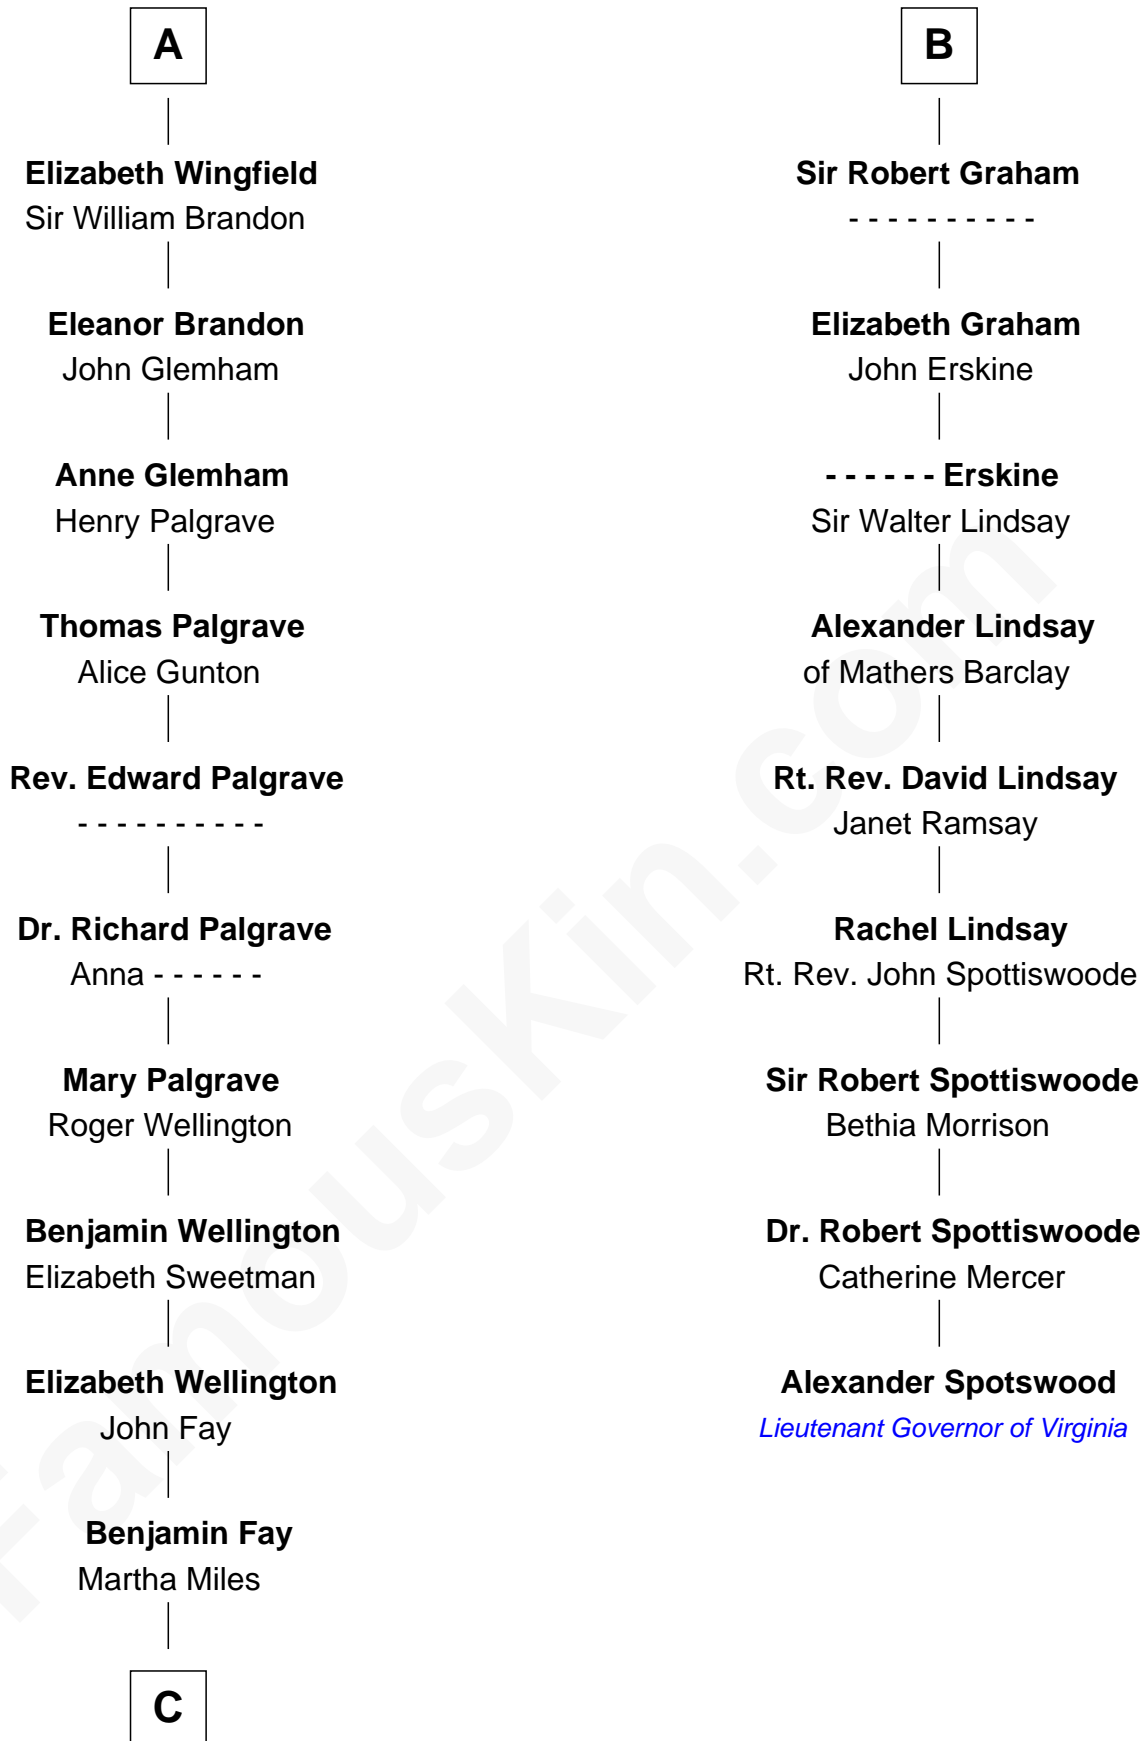 A
Elizabeth Wingfield
Sir William Brandon
Eleanor Brandon
John Glemham
Anne Glemham
Henry Palgrave
Thomas Palgrave
Alice Gunton
Rev. Edward Palgrave
- - - - - - - - - -
Dr. Richard Palgrave
Anna - - - - - -
Mary Palgrave
Roger Wellington
Benjamin Wellington
Elizabeth Sweetman
Elizabeth Wellington
John Fay
Benjamin Fay
Martha Miles
C
B
Sir Robert Graham
- - - - - - - - - -
Elizabeth Graham
John Erskine
- - - - - - Erskine
Sir Walter Lindsay
Alexander Lindsay
of Mathers Barclay
Rt. Rev. David Lindsay
Janet Ramsay
Rachel Lindsay
Rt. Rev. John Spottiswoode
Sir Robert Spottiswoode
Bethia Morrison
Dr. Robert Spottiswoode
Catherine Mercer
Alexander Spotswood
Lieutenant Governor of Virginia
FamousKin.com